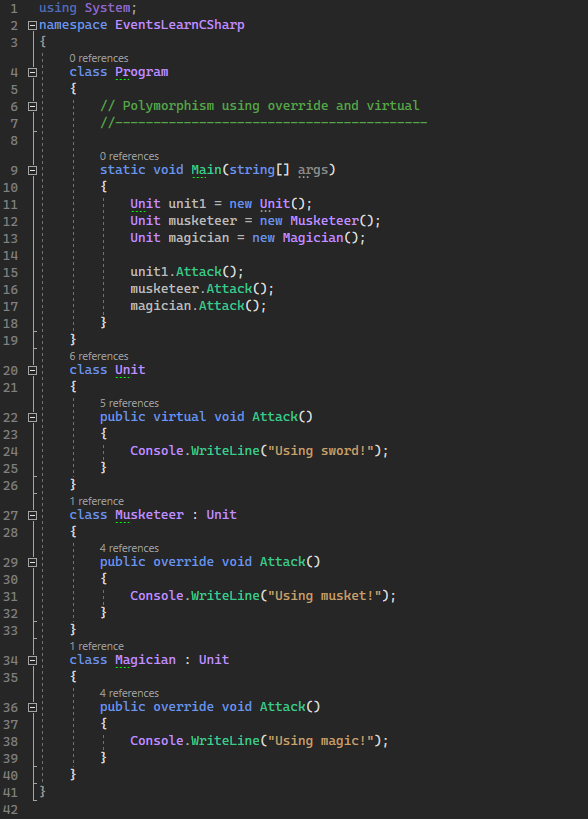 1 using System;
2 namespace EventsLearnCSharp
3 {
0 references
4 class Program
5 {
6 // Polymorphism using override and virtual
7 //-----------------------------------------
8
0 references
9 static void Main(string[] args)
10 {
11 Unit unit1 = new Unit();
12 Unit musketeer = new Musketeer();
13 Unit magician = new Magician();
14
15 unit1.Attack();
16 musketeer.Attack();
17 magician.Attack();
18 }
19 }
6 references
20 class Unit
21 {
5 references
22 public virtual void Attack()
23 {
24 Console.WriteLine("Using sword!");
25 }
26 }
1 reference
27 class Musketeer : Unit
28 {
4 references
29 public override void Attack()
30 {
31 Console.WriteLine("Using musket!");
32 }
33 }
1 reference
34 class Magician : Unit
35 {
4 references
36 public override void Attack()
37 {
38 Console.WriteLine("Using magic!");
39 }
40 }
41 }
42